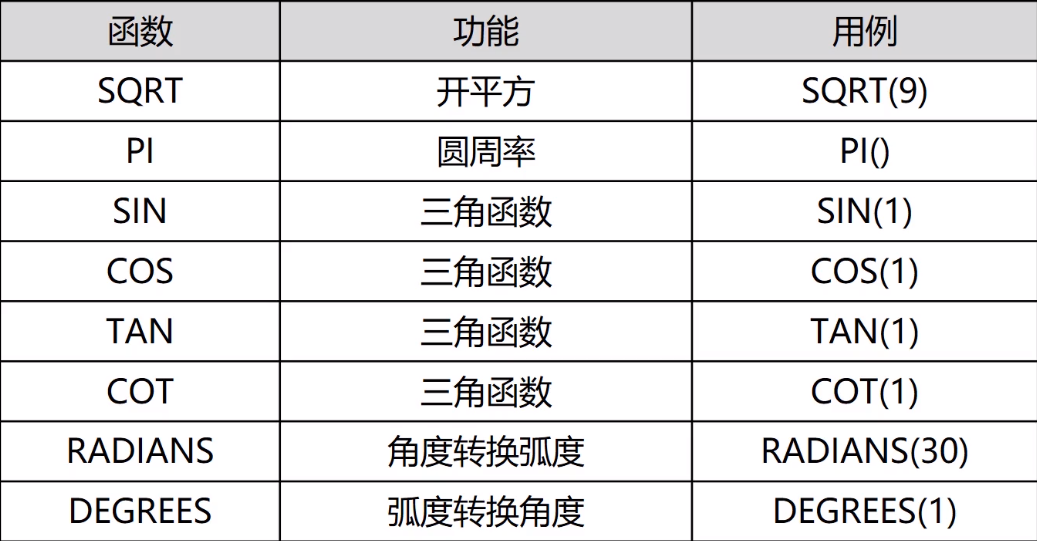 函数 功能 用例
SQRT 开平方 SQRT(9)
PI 圆周率 PI()
SIN 三角函数 SIN(1)
COS 三角函数 COS(1)
TAN 三角函数 TAN(1)
COT 三角函数 COT(1)
RADIANS 角度转换弧度 RADIANS(30)
DEGREES 弧度转换角度 DEGREES(1)